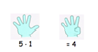 5 - 1 = 4